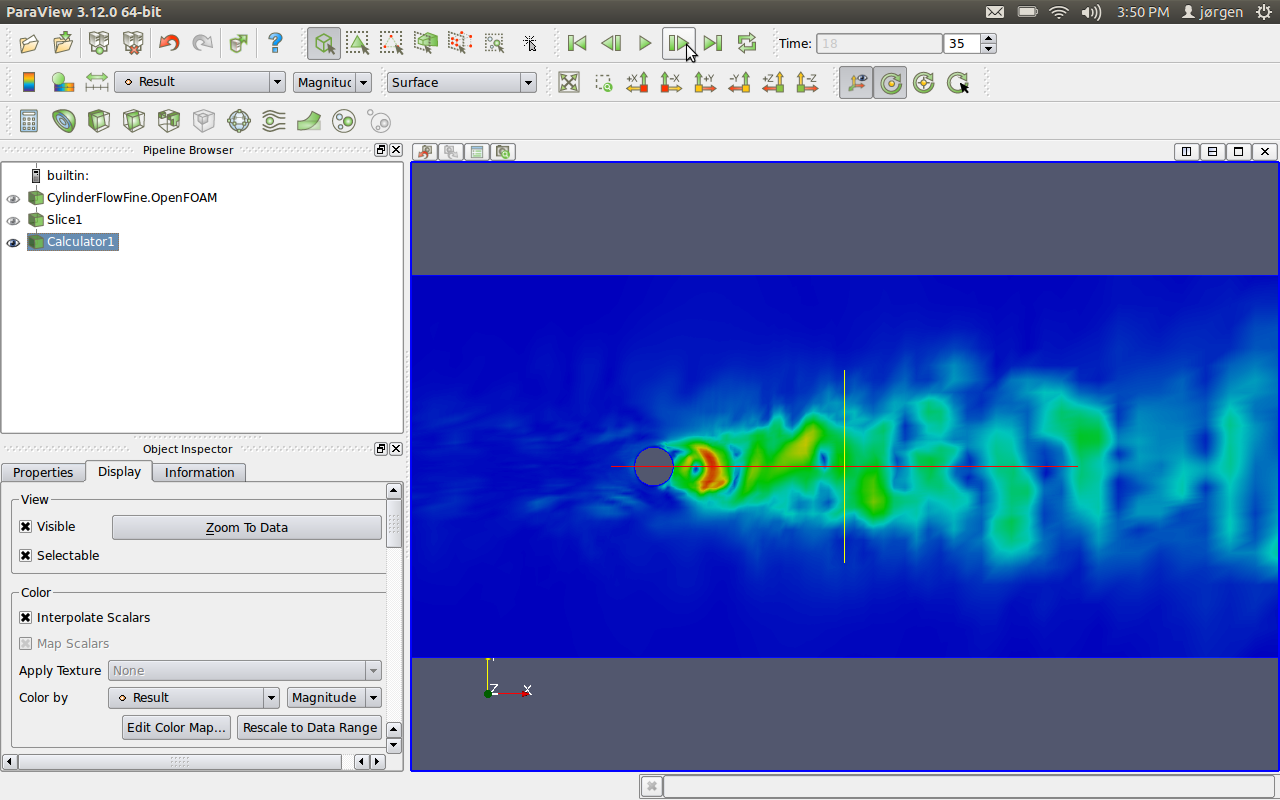 ParaView 3.12.0 64-bit
3:50 PM jørgen
Time: 18 35
Result Magnituc Surface
+X -X +Y -Y +Z -Z
Pipeline Browser
builtin:
CylinderFlowFine.OpenFOAM
Slice1
Calculator1
Object Inspector
Properties Display Information
View
Visible Zoom To Data
Selectable
Color
Interpolate Scalars
Map Scalars
Apply Texture None
Color by Result Magnitude
Edit Color Map... Rescale to Data Range
Z X